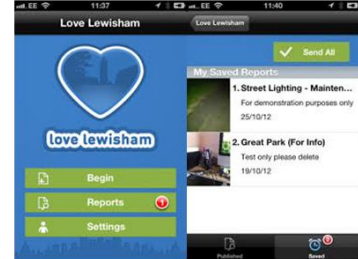 EE 11:37
Love Lewisham
love lewisham
Begin
Reports 1
Settings
EE 11:40
Love Lewisham
Send All
My Saved Reports
1. Street Lighting - Mainten...
For demonstration purposes only
25/10/12
2. Great Park (For Info)
Test only please delete
19/10/12
Published
Saved